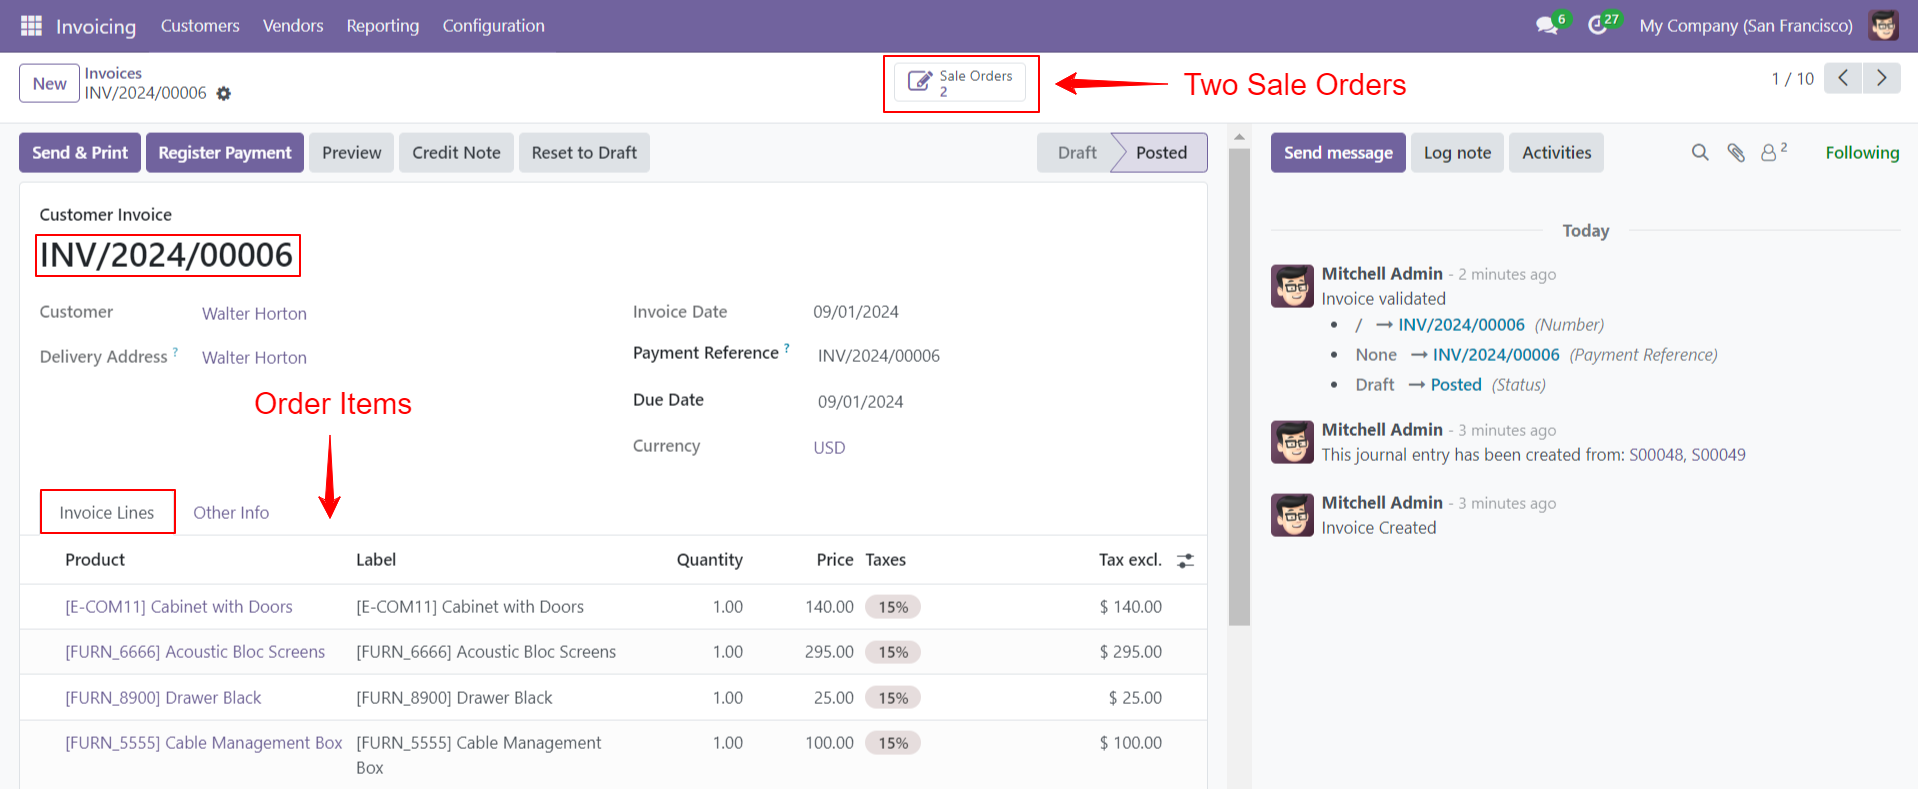 Invoicing Customers Vendors Reporting Configuration 6 27 My Company (San Francisco)
New Invoices
INV/2024/00006
Sale Orders
2
Two Sale Orders
1 / 10
Send & Print Register Payment Preview Credit Note Reset to Draft Draft Posted
Send message Log note Activities 2 Following
Customer Invoice
INV/2024/00006
Customer Walter Horton
Delivery Address ? Walter Horton
Invoice Date 09/01/2024
Payment Reference ? INV/2024/00006
Due Date 09/01/2024
Currency USD
Order Items
Invoice Lines Other Info
Product Label Quantity Price Taxes Tax excl.
[E-COM11] Cabinet with Doors [E-COM11] Cabinet with Doors 1.00 140.00 15% $ 140.00
[FURN_6666] Acoustic Bloc Screens [FURN_6666] Acoustic Bloc Screens 1.00 295.00 15% $ 295.00
[FURN_8900] Drawer Black [FURN_8900] Drawer Black 1.00 25.00 15% $ 25.00
[FURN_5555] Cable Management Box [FURN_5555] Cable Management 1.00 100.00 15% $ 100.00
Box
Today
Mitchell Admin - 2 minutes ago
Invoice validated
• / → INV/2024/00006 (Number)
• None → INV/2024/00006 (Payment Reference)
• Draft → Posted (Status)
Mitchell Admin - 3 minutes ago
This journal entry has been created from: S00048, S00049
Mitchell Admin - 3 minutes ago
Invoice Created